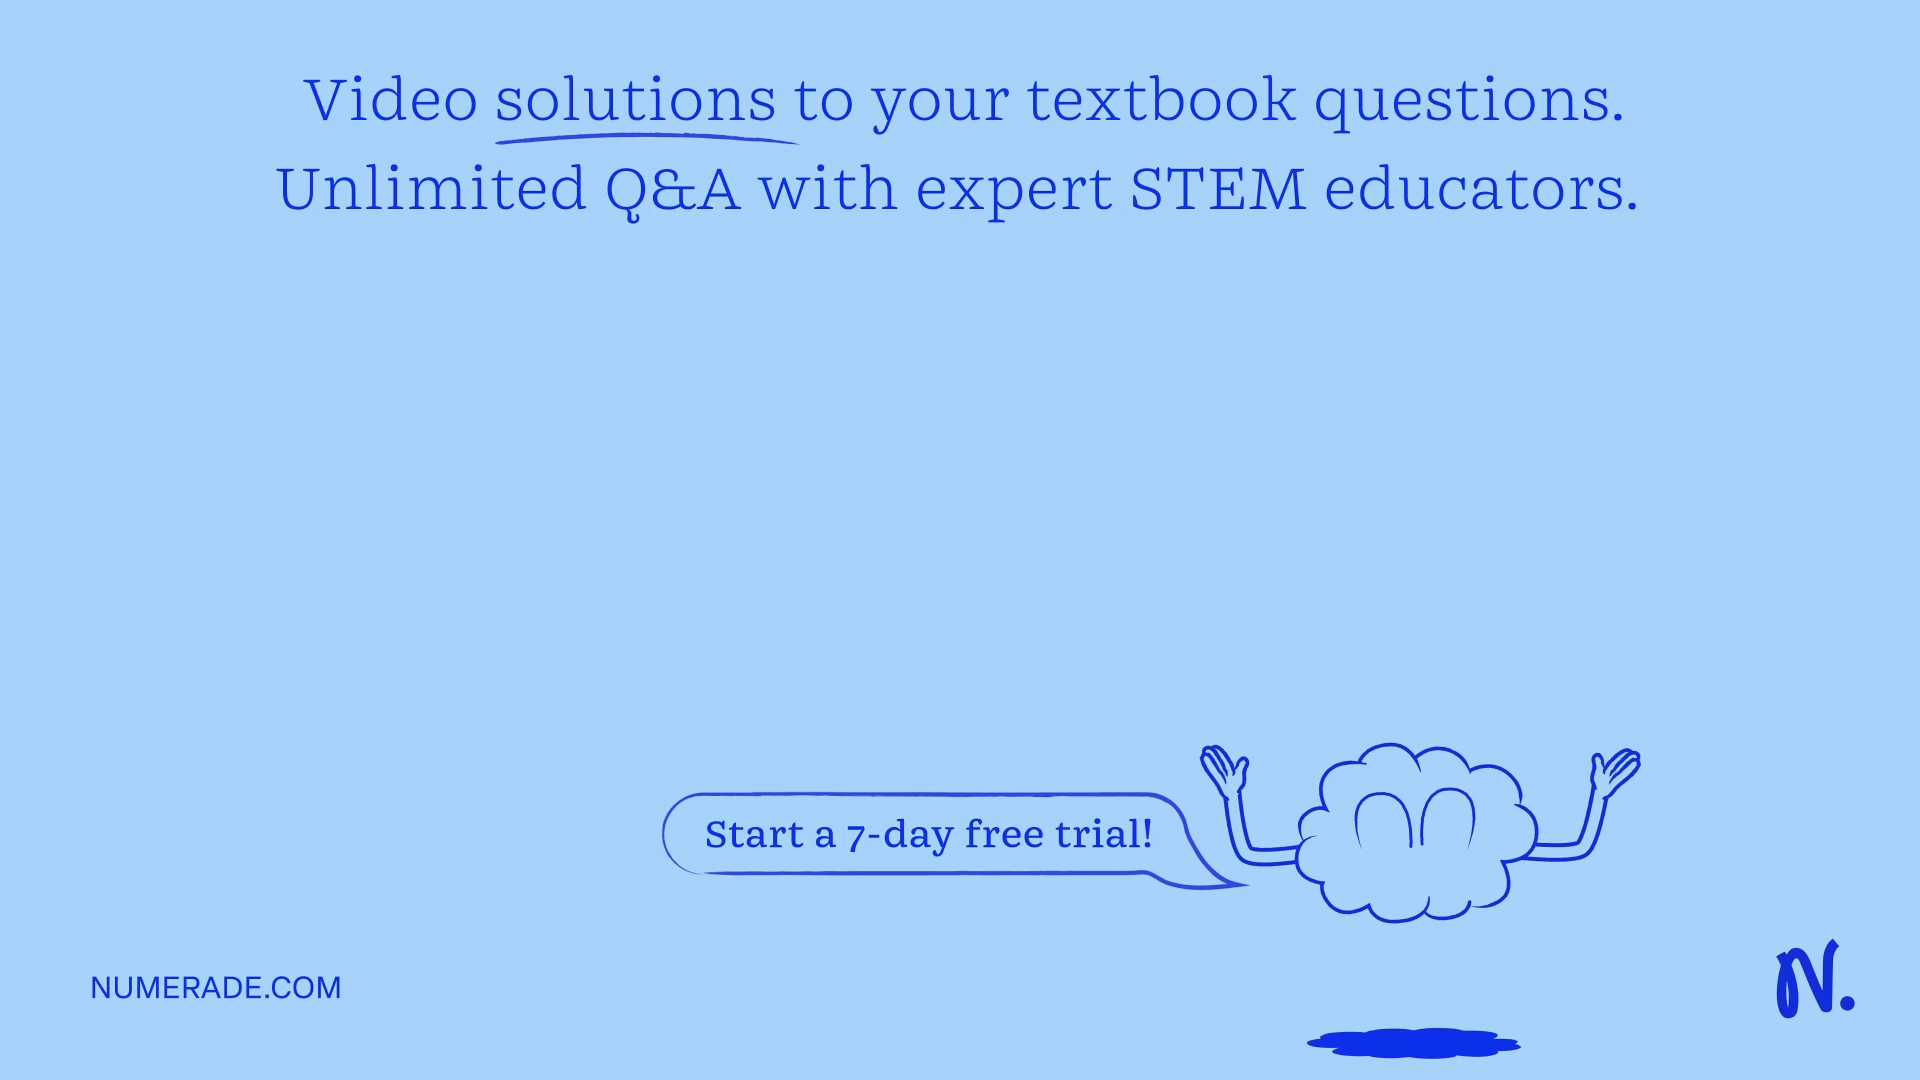 Video solutions to your textbook questions.
Unlimited Q&A with expert STEM educators.
Start a 7-day free trial!
NUMERADE.COM
N.